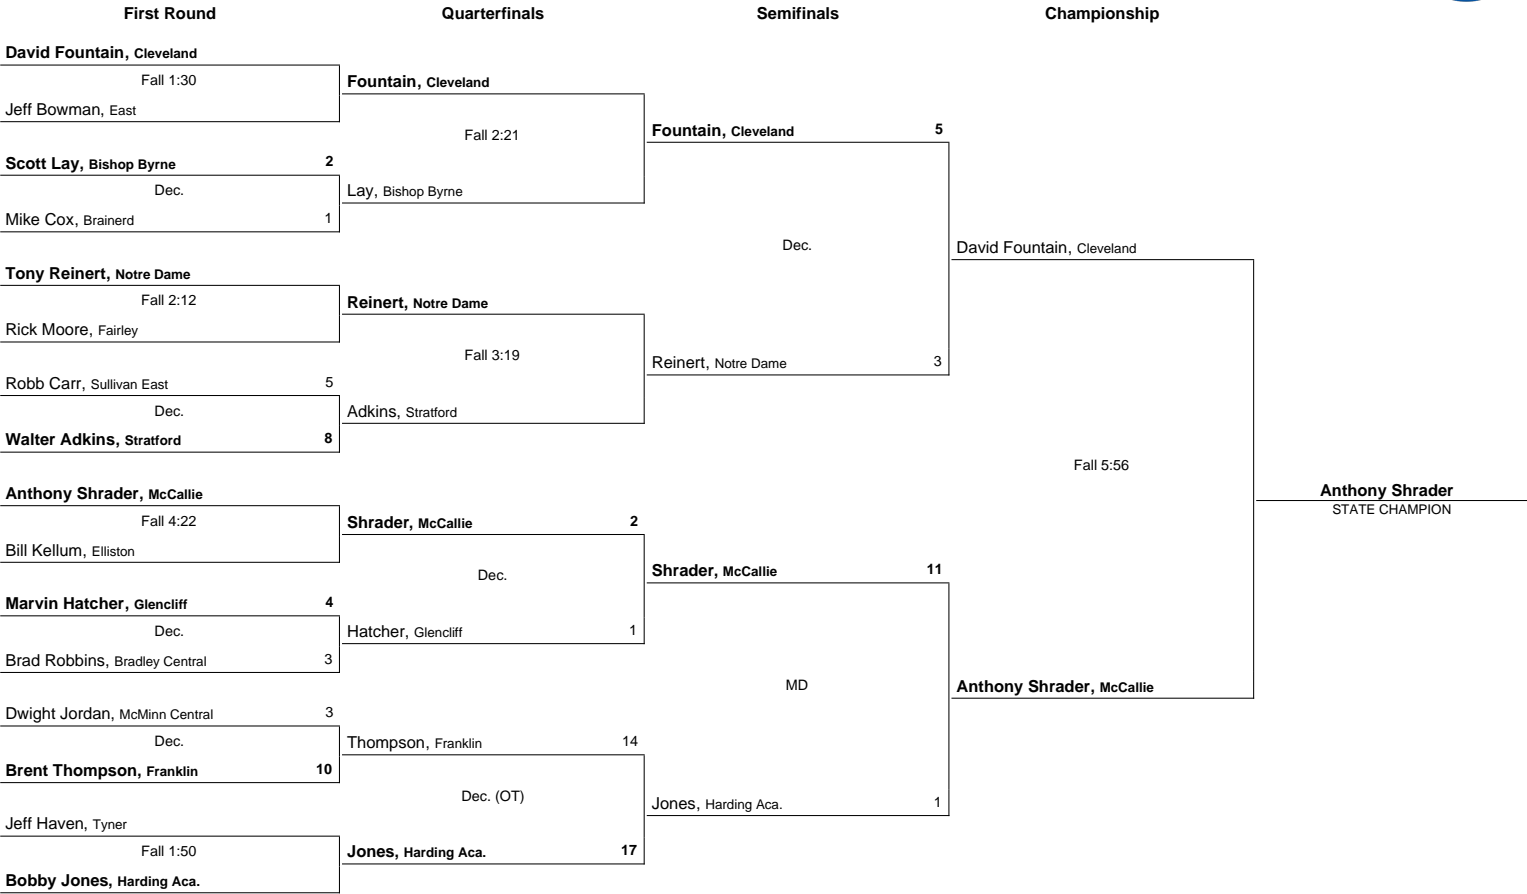 First Round Quarterfinals Semifinals Championship
David Fountain, Cleveland
Fall 1:30
Jeff Bowman, East
Scott Lay, Bishop Byrne 2
Dec.
Mike Cox, Brainerd 1
Tony Reinert, Notre Dame
Fall 2:12
Rick Moore, Fairley
Robb Carr, Sullivan East 5
Dec.
Walter Adkins, Stratford 8
Anthony Shrader, McCallie
Fall 4:22
Bill Kellum, Elliston
Marvin Hatcher, Glencliff 4
Dec.
Brad Robbins, Bradley Central 3
Dwight Jordan, McMinn Central 3
Dec.
Brent Thompson, Franklin 10
Jeff Haven, Tyner
Fall 1:50
Bobby Jones, Harding Aca.
Fountain, Cleveland
Fall 2:21
Lay, Bishop Byrne
Reinert, Notre Dame
Fall 3:19
Adkins, Stratford
Shrader, McCallie 2
Dec.
Hatcher, Glencliff 1
Thompson, Franklin 14
Dec. (OT)
Jones, Harding Aca. 17
Fountain, Cleveland 5
Dec.
Reinert, Notre Dame 3
Shrader, McCallie 11
MD
Jones, Harding Aca. 1
David Fountain, Cleveland
Fall 5:56
Anthony Shrader, McCallie
Anthony Shrader
STATE CHAMPION